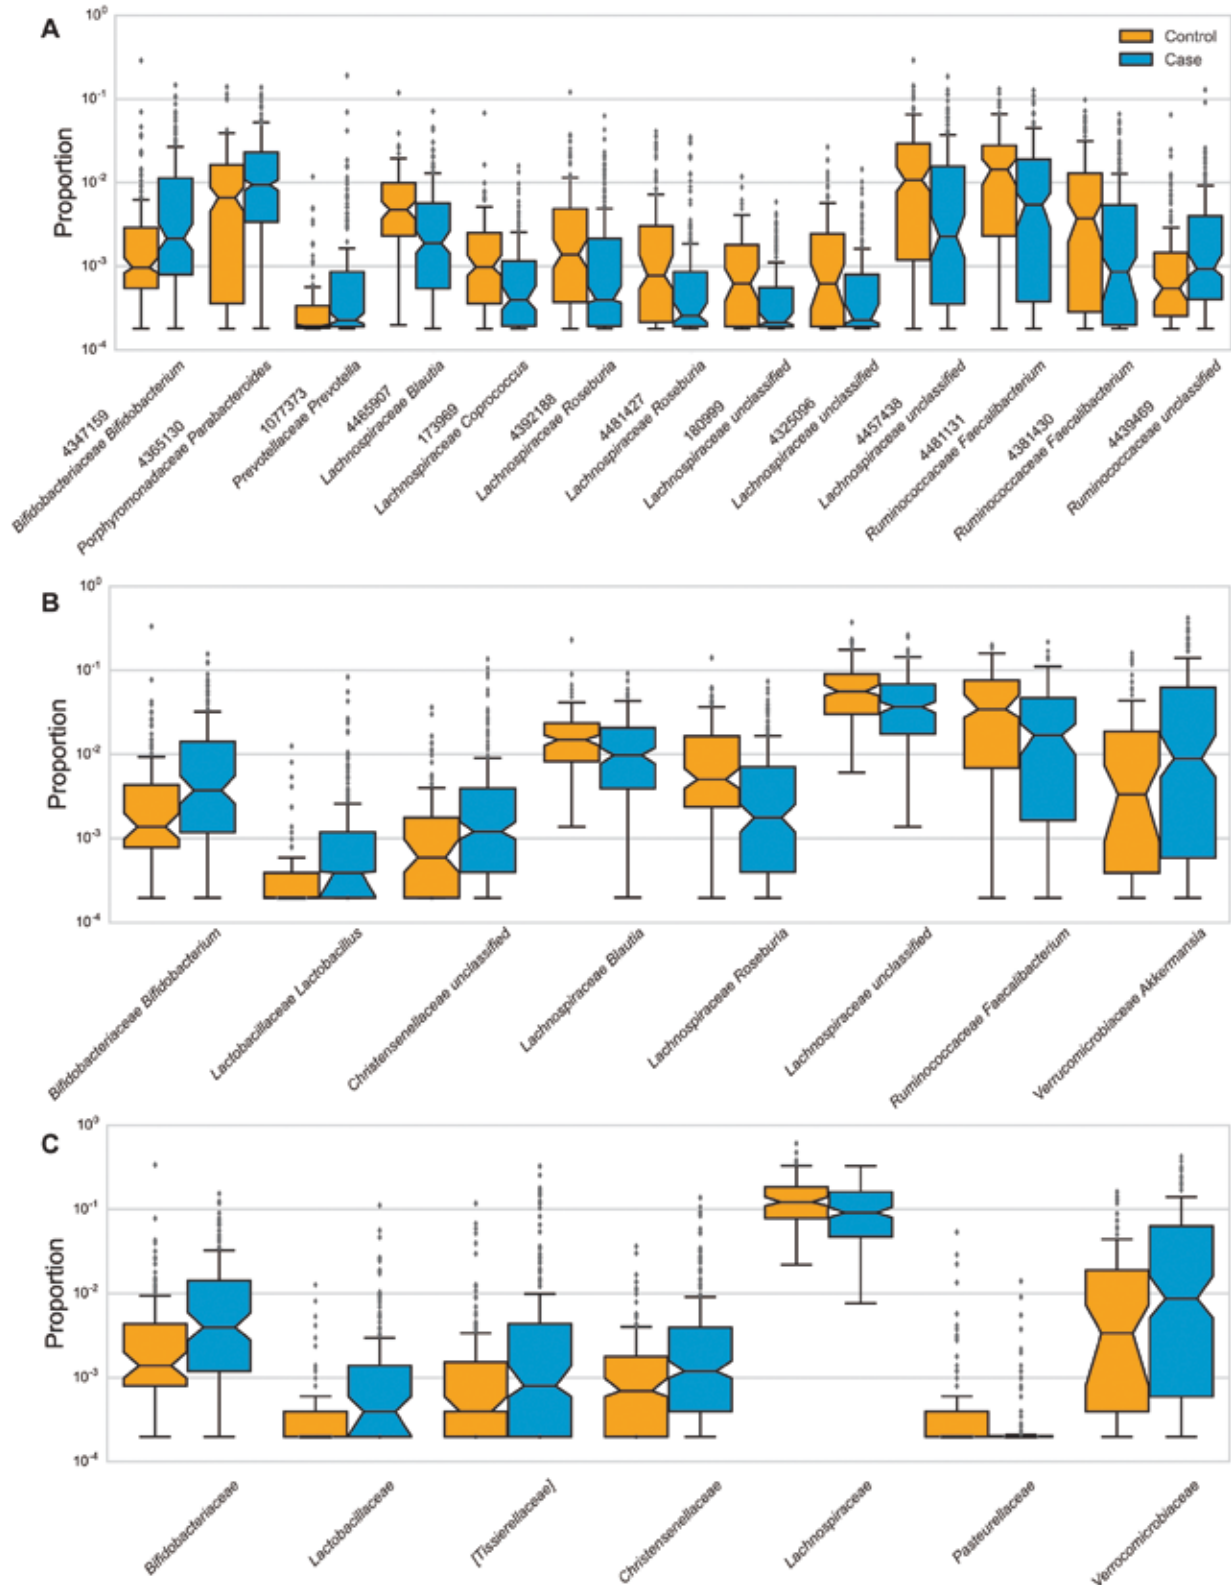 A
10⁰
10⁻¹
10⁻²
10⁻³
10⁻⁴
Proportion
Control
Case
4347159
Bifidobacteriaceae Bifidobacterium
4365130
Porphyromonadaceae Parabacteroides
1077373
Prevotellaceae Prevotella
4465907
Lachnospiraceae Blautia
173969
Lachnospiraceae Coprococcus
4392188
Lachnospiraceae Roseburia
4481427
Lachnospiraceae Roseburia
180999
Lachnospiraceae unclassified
4325096
Lachnospiraceae unclassified
4457438
Lachnospiraceae unclassified
4481131
Ruminococcaceae Faecalibacterium
4381430
Ruminococcaceae Faecalibacterium
4439469
Ruminococcaceae unclassified
B
10⁰
10⁻¹
10⁻²
10⁻³
10⁻⁴
Proportion
Bifidobacteriaceae Bifidobacterium
Lactobacillaceae Lactobacillus
Christensenellaceae unclassified
Lachnospiraceae Blautia
Lachnospiraceae Roseburia
Lachnospiraceae unclassified
Ruminococcaceae Faecalibacterium
Verrucomicrobiaceae Akkermansia
C
10⁰
10⁻¹
10⁻²
10⁻³
10⁻⁴
Proportion
Bifidobacteriaceae
Lactobacillaceae
[Tissierellaceae]
Christensenellaceae
Lachnospiraceae
Pasteurellaceae
Verrocomicrobiaceae